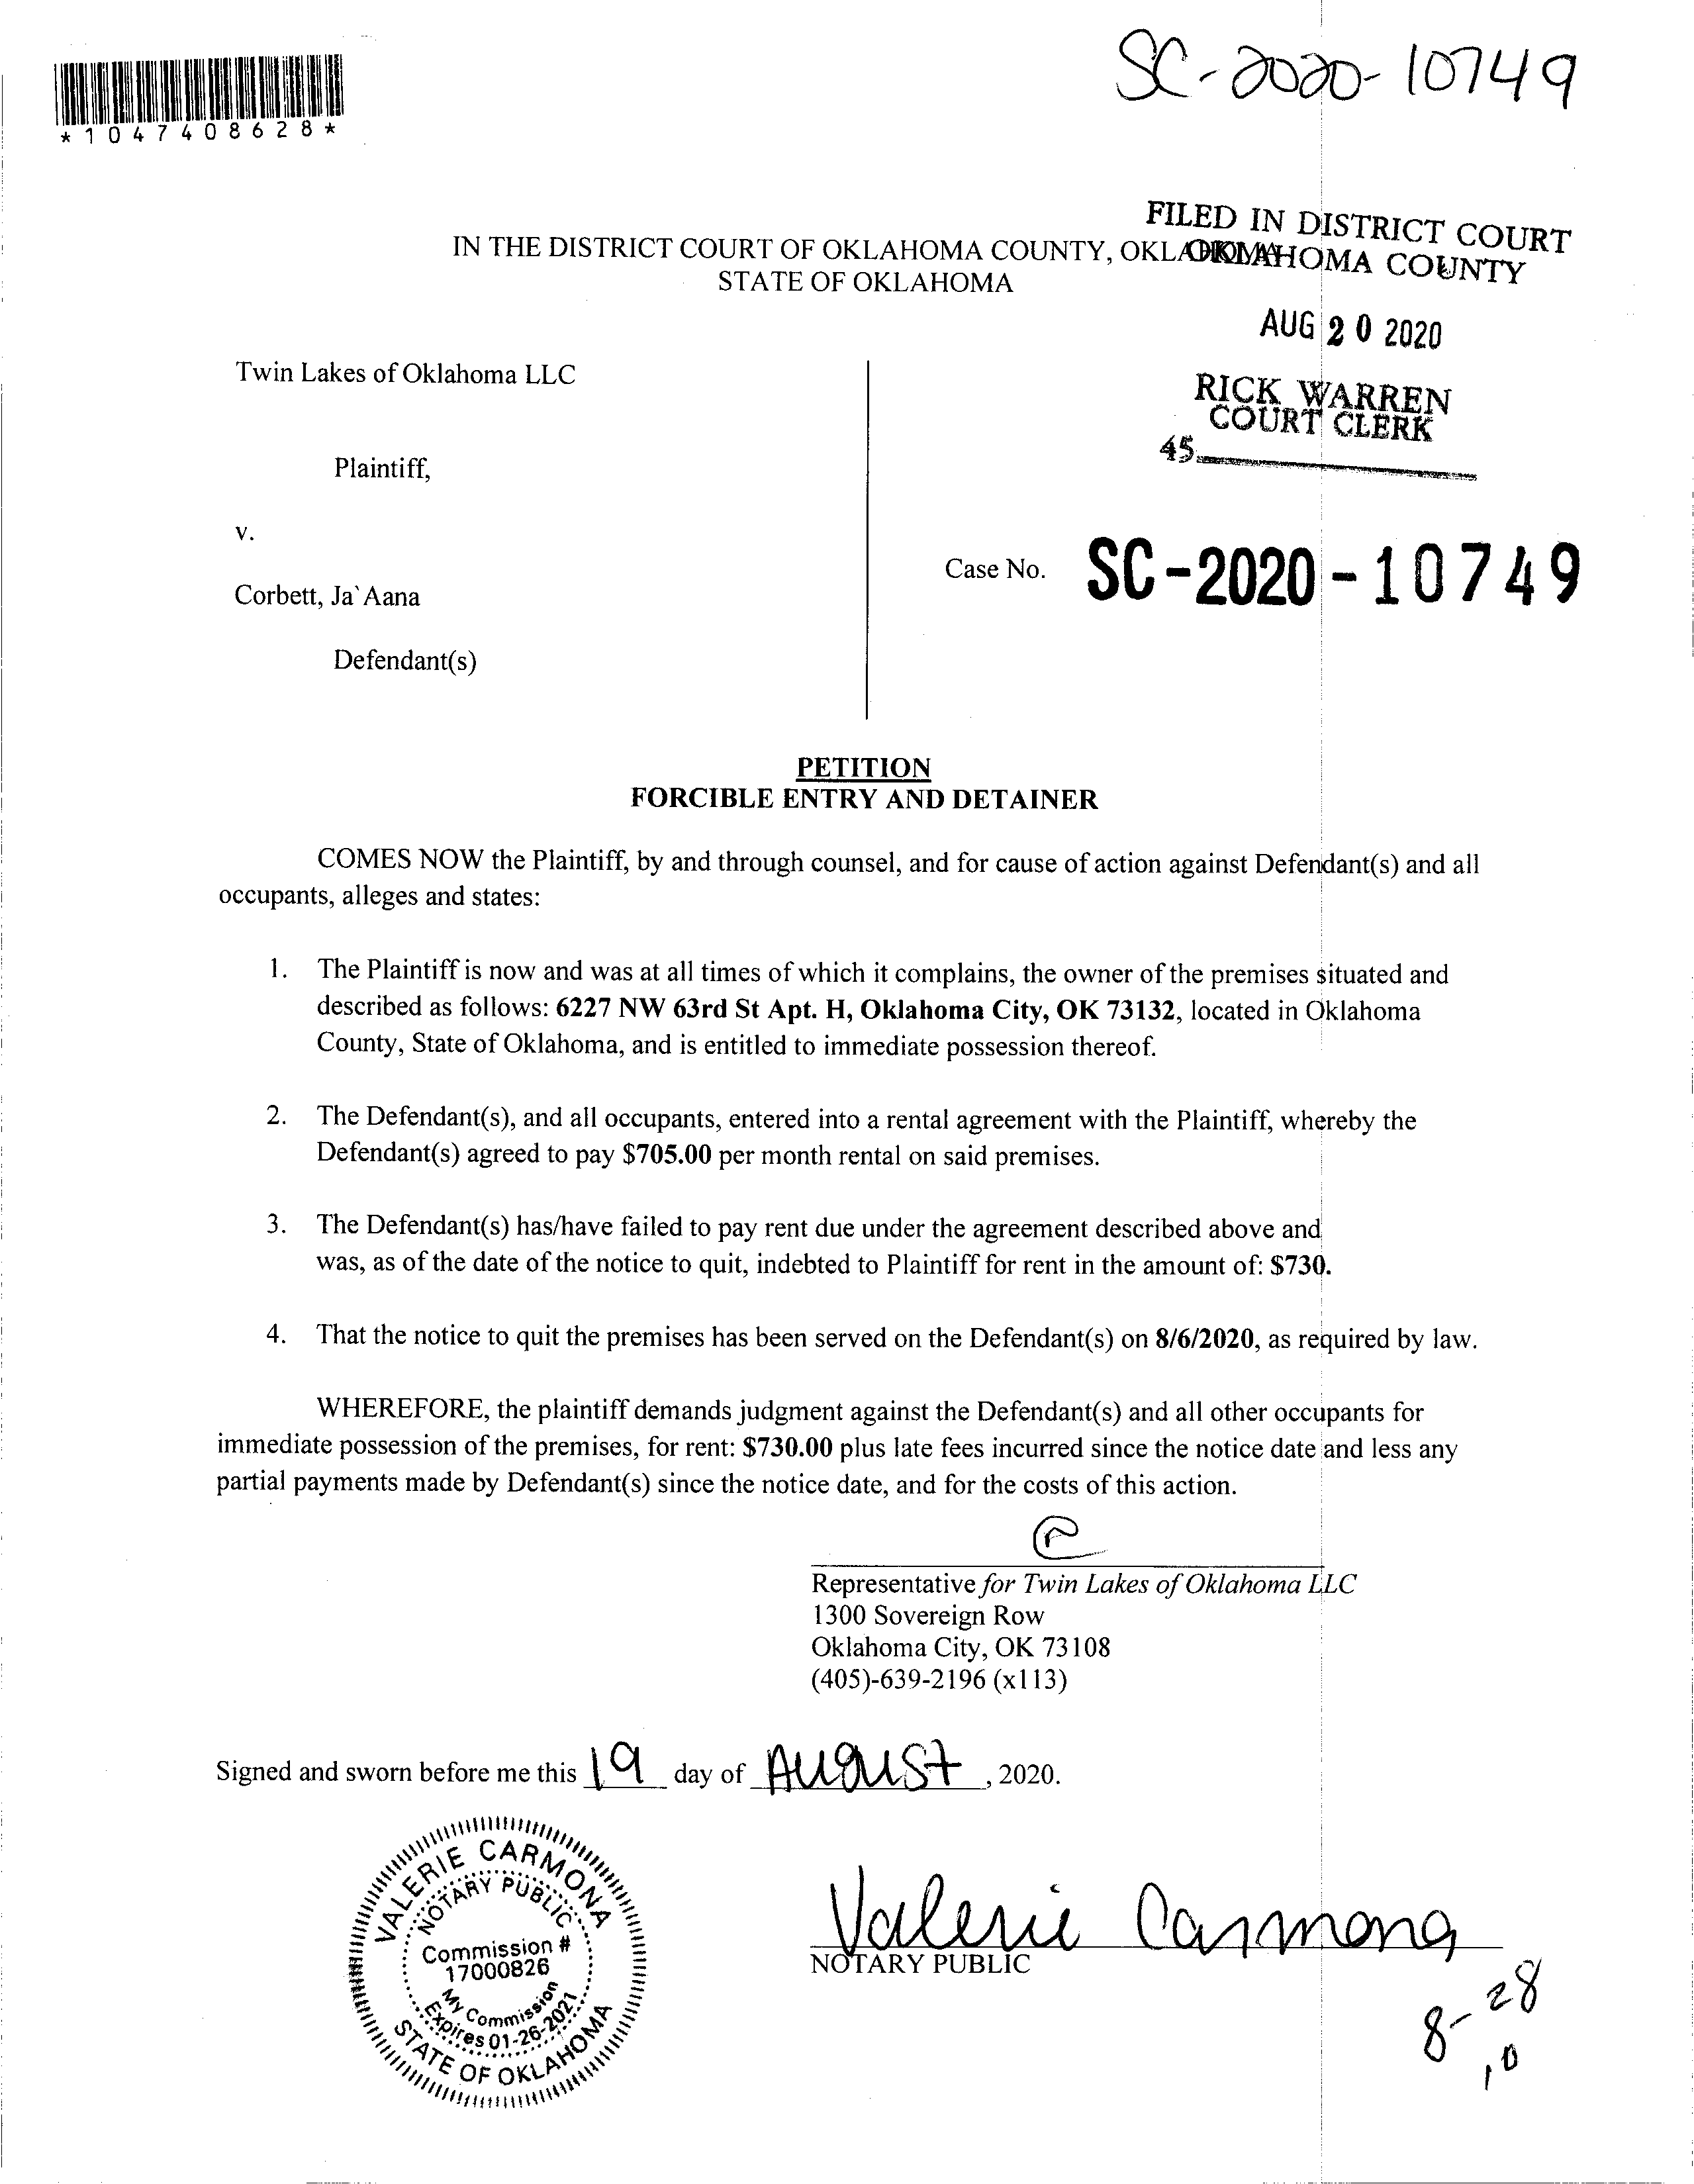 SC-2020-10749
*1047408628*
FILED IN DISTRICT COURT
OKLAHOMA COUNTY
IN THE DISTRICT COURT OF OKLAHOMA COUNTY, OKLAHOMA
STATE OF OKLAHOMA
AUG 20 2020
Twin Lakes of Oklahoma LLC
RICK WARREN
COURT CLERK
45
Plaintiff,
v.
Case No. SC-2020-10749
Corbett, Ja`Aana
Defendant(s)
PETITION
FORCIBLE ENTRY AND DETAINER
COMES NOW the Plaintiff, by and through counsel, and for cause of action against Defendant(s) and all
occupants, alleges and states:
1. The Plaintiff is now and was at all times of which it complains, the owner of the premises situated and
described as follows: 6227 NW 63rd St Apt. H, Oklahoma City, OK 73132, located in Oklahoma
County, State of Oklahoma, and is entitled to immediate possession thereof.
2. The Defendant(s), and all occupants, entered into a rental agreement with the Plaintiff, whereby the
Defendant(s) agreed to pay $705.00 per month rental on said premises.
3. The Defendant(s) has/have failed to pay rent due under the agreement described above and
was, as of the date of the notice to quit, indebted to Plaintiff for rent in the amount of: $730.
4. That the notice to quit the premises has been served on the Defendant(s) on 8/6/2020, as required by law.
WHEREFORE, the plaintiff demands judgment against the Defendant(s) and all other occupants for
immediate possession of the premises, for rent: $730.00 plus late fees incurred since the notice date and less any
partial payments made by Defendant(s) since the notice date, and for the costs of this action.
Representative for Twin Lakes of Oklahoma LLC
1300 Sovereign Row
Oklahoma City, OK 73108
(405)-639-2196 (x113)
Signed and sworn before me this 19 day of August, 2020.
VALERIE CARMONA
NOTARY PUBLIC
Commission #
17000826
My Commission
Expires 01-26-2021
STATE OF OKLAHOMA
Valerie Carmona
NOTARY PUBLIC
8-28